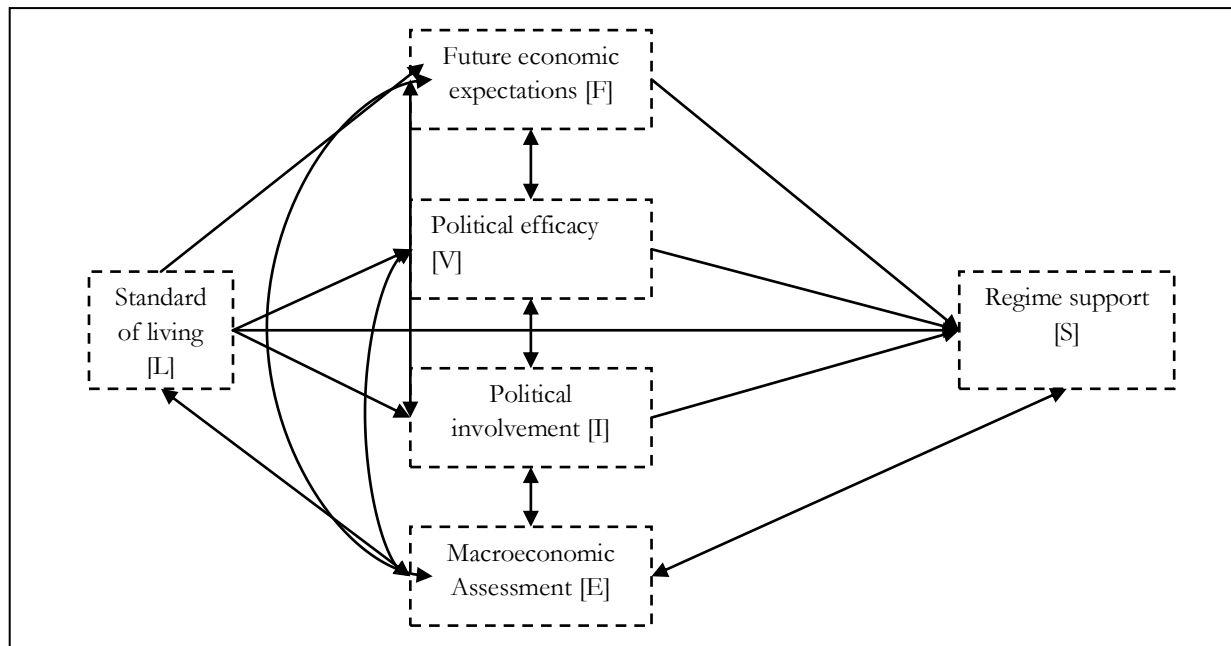 Future economic
expectations [F]
Political efficacy
[V]
Standard
of living
[L]
Regime support
[S]
Political
involvement [I]
Macroeconomic
Assessment [E]